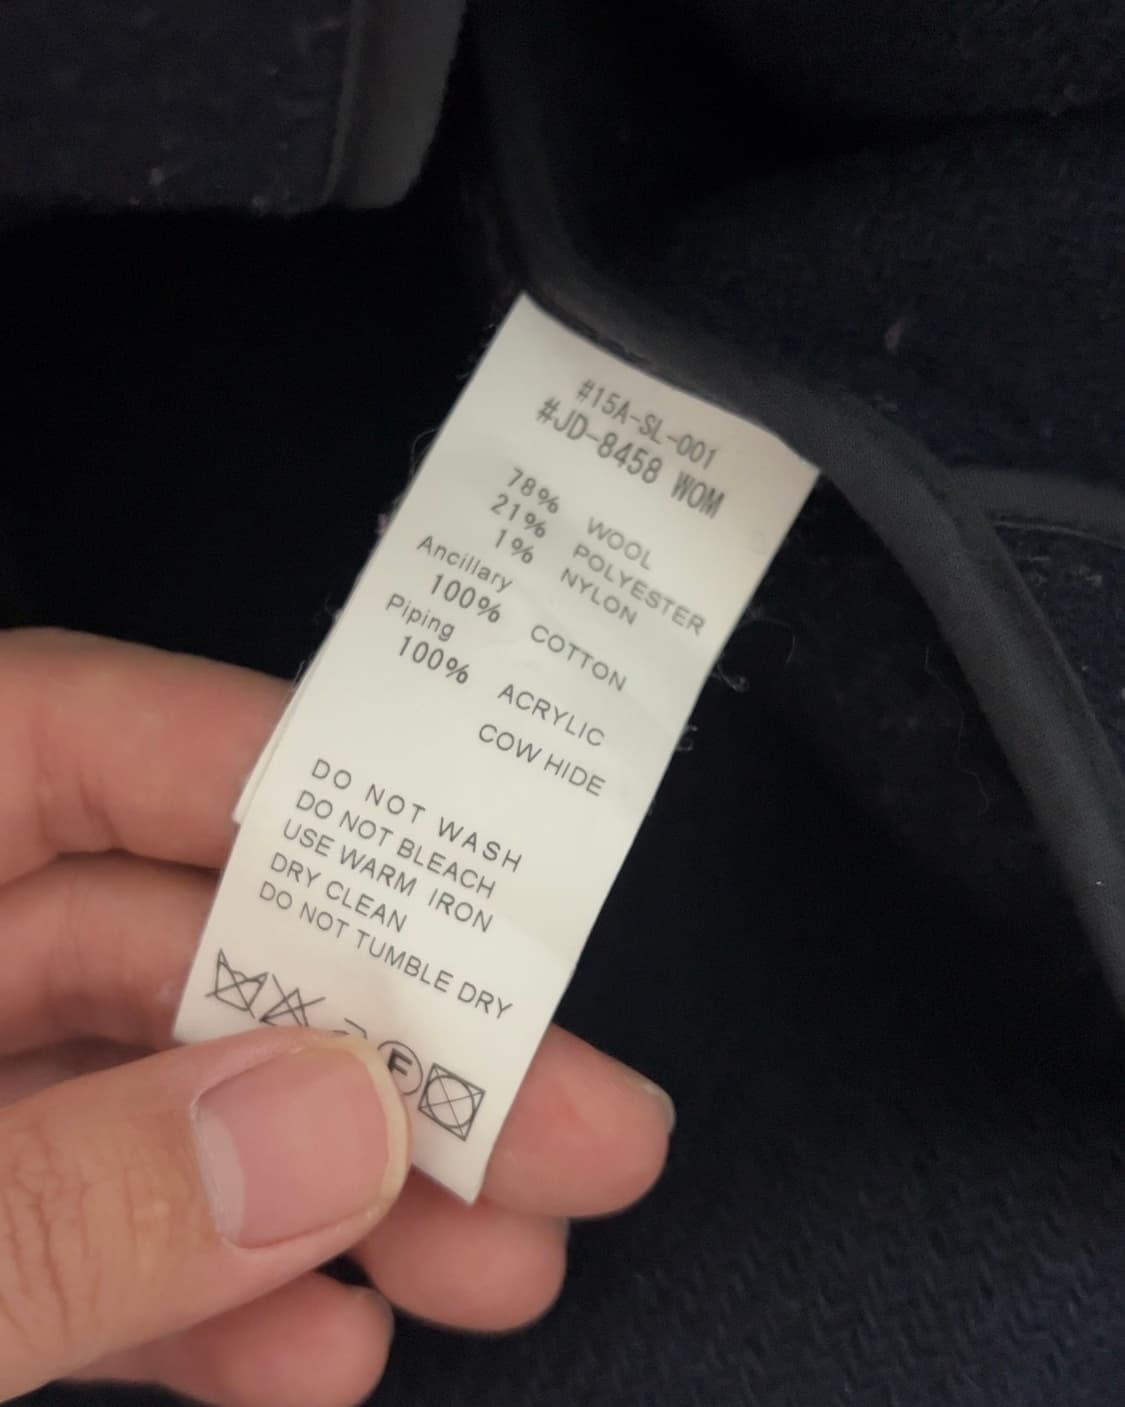 #15A-SL-001
#JD-8458 WOM
78% WOOL
21% POLYESTER
1% NYLON
Ancillary
100% COTTON
Piping
100% ACRYLIC
COW HIDE
DO NOT WASH
DO NOT BLEACH
USE WARM IRON
DRY CLEAN
DO NOT TUMBLE DRY
F